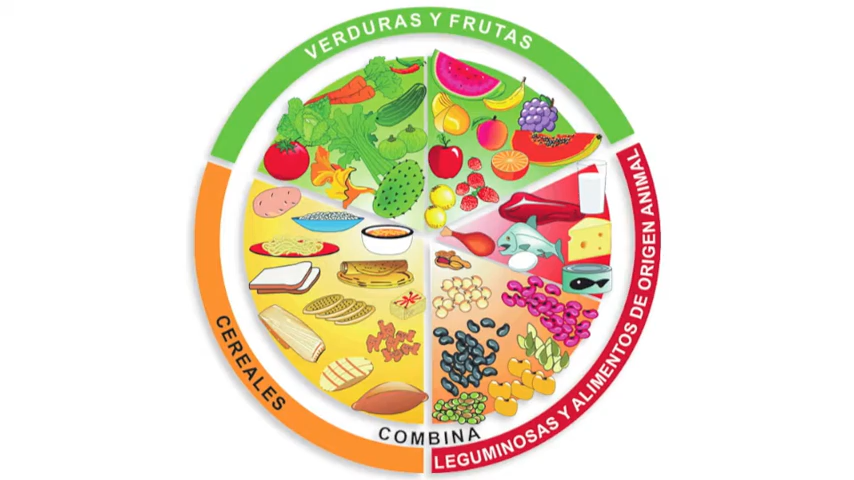 VERDURAS Y FRUTAS
CEREALES
COMBINA
LEGUMINOSAS Y ALIMENTOS DE ORIGEN ANIMAL